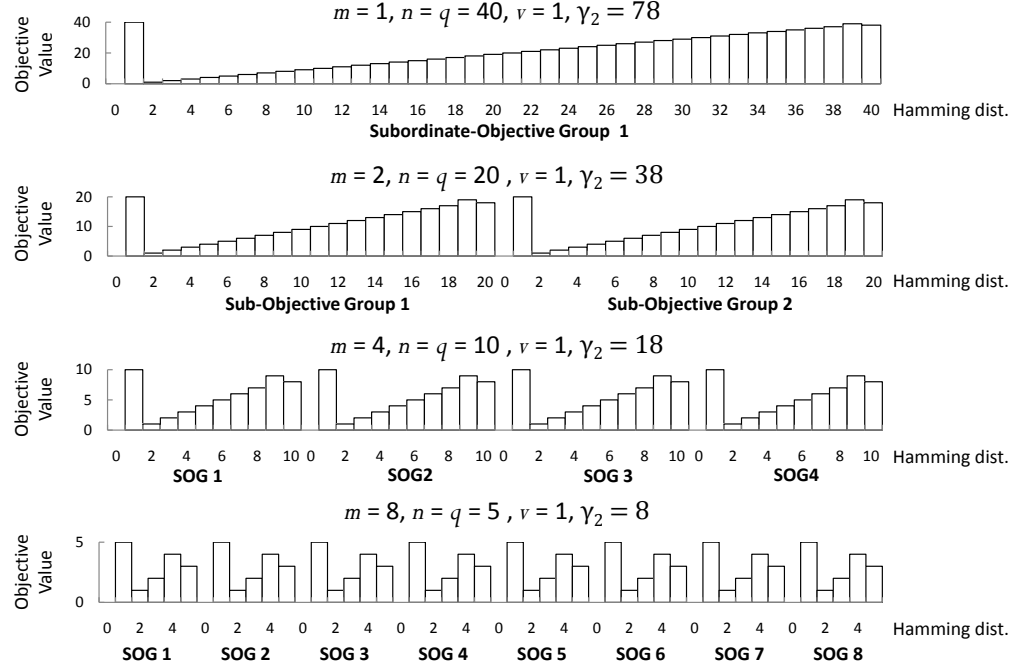 m = 1, n = q = 40, v = 1, γ₂ = 78
Objective
Value
40
20
0
0 2 4 6 8 10 12 14 16 18 20 22 24 26 28 30 32 34 36 38 40 Hamming dist.
Subordinate-Objective Group 1
m = 2, n = q = 20 , v = 1, γ₂ = 38
Objective
Value
20
10
0
0 2 4 6 8 10 12 14 16 18 20 0 2 4 6 8 10 12 14 16 18 20 Hamming dist.
Sub-Objective Group 1 Sub-Objective Group 2
m = 4, n = q = 10 , v = 1, γ₂ = 18
Objective
Value
10
5
0
0 2 4 6 8 10 0 2 4 6 8 10 0 2 4 6 8 10 0 2 4 6 8 10 Hamming dist.
SOG 1 SOG2 SOG 3 SOG4
m = 8, n = q = 5 , v = 1, γ₂ = 8
Objective
Value
5
0
0 2 4 0 2 4 0 2 4 0 2 4 0 2 4 0 2 4 0 2 4 0 2 4 Hamming dist.
SOG 1 SOG 2 SOG 3 SOG 4 SOG 5 SOG 6 SOG 7 SOG 8